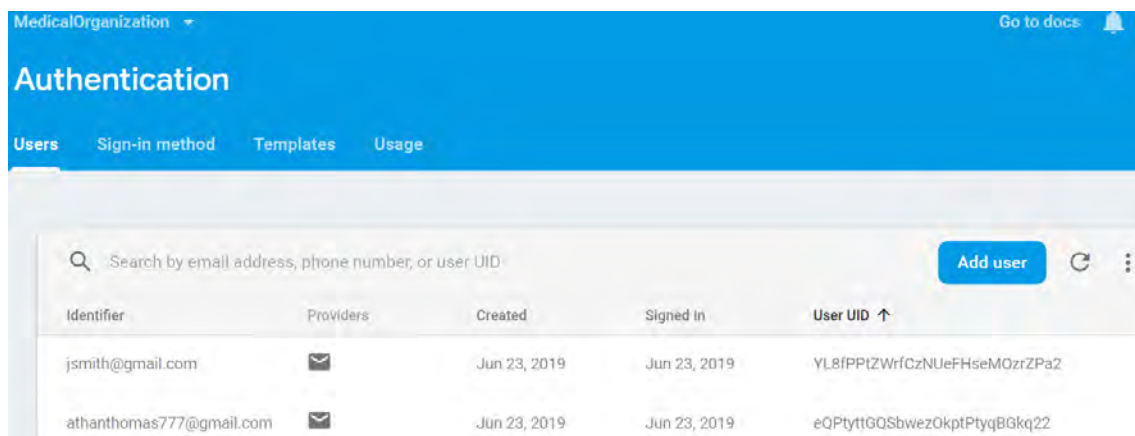 MedicalOrganization Go to docs
Authentication
Users Sign-in method Templates Usage
Search by email address, phone number, or user UID Add user
Identifier Providers Created Signed In User UID
jsmith@gmail.com Jun 23, 2019 Jun 23, 2019 YL8fPPtZWrfCzNUeFHseMOzrZPa2
athanthomas777@gmail.com Jun 23, 2019 Jun 23, 2019 eQPtyttGQSbwezOkptPtyqBGkq22